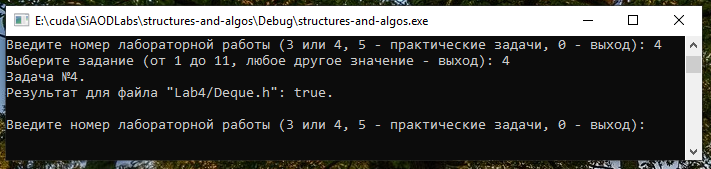 E:\cuda\SiAODLabs\structures-and-algos\Debug\structures-and-algos.exe
Введите номер лабораторной работы (3 или 4, 5 - практические задачи, 0 - выход): 4
Выберите задание (от 1 до 11, любое другое значение - выход): 4
Задача №4.
Результат для файла "Lab4/Deque.h": true.
Введите номер лабораторной работы (3 или 4, 5 - практические задачи, 0 - выход):